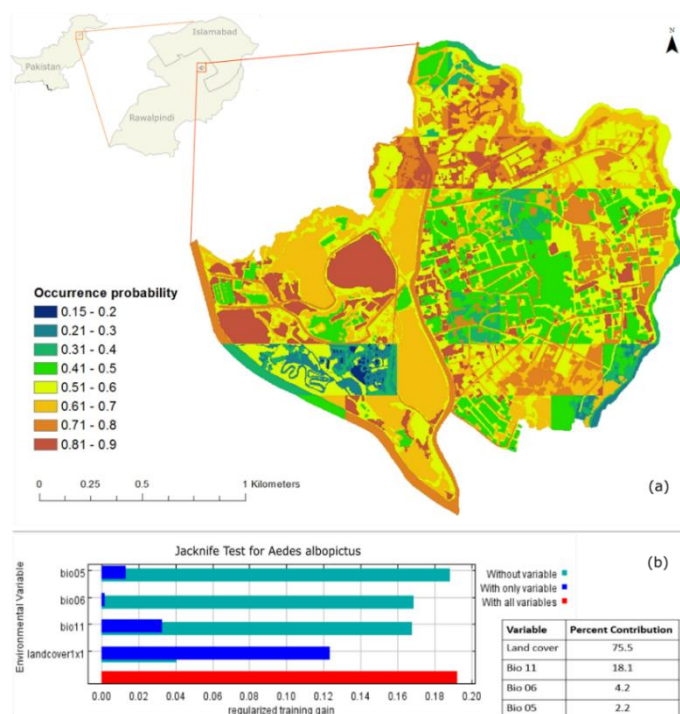 Islamabad
Pakistan
Rawalpindi
N
Occurrence probability
0.15 - 0.2
0.21 - 0.3
0.31 - 0.4
0.41 - 0.5
0.51 - 0.6
0.61 - 0.7
0.71 - 0.8
0.81 - 0.9
0 0.25 0.5 1 Kilometers
(a)
Jacknife Test for Aedes albopictus
(b)
Environmental Variable
bio05
bio06
bio11
landcover1x1
0.00 0.02 0.04 0.06 0.08 0.10 0.12 0.14 0.16 0.18 0.20
regularized training gain
Without variable
With only variable
With all variables
Variable Percent Contribution
Land cover 75.5
Bio 11 18.1
Bio 06 4.2
Bio 05 2.2